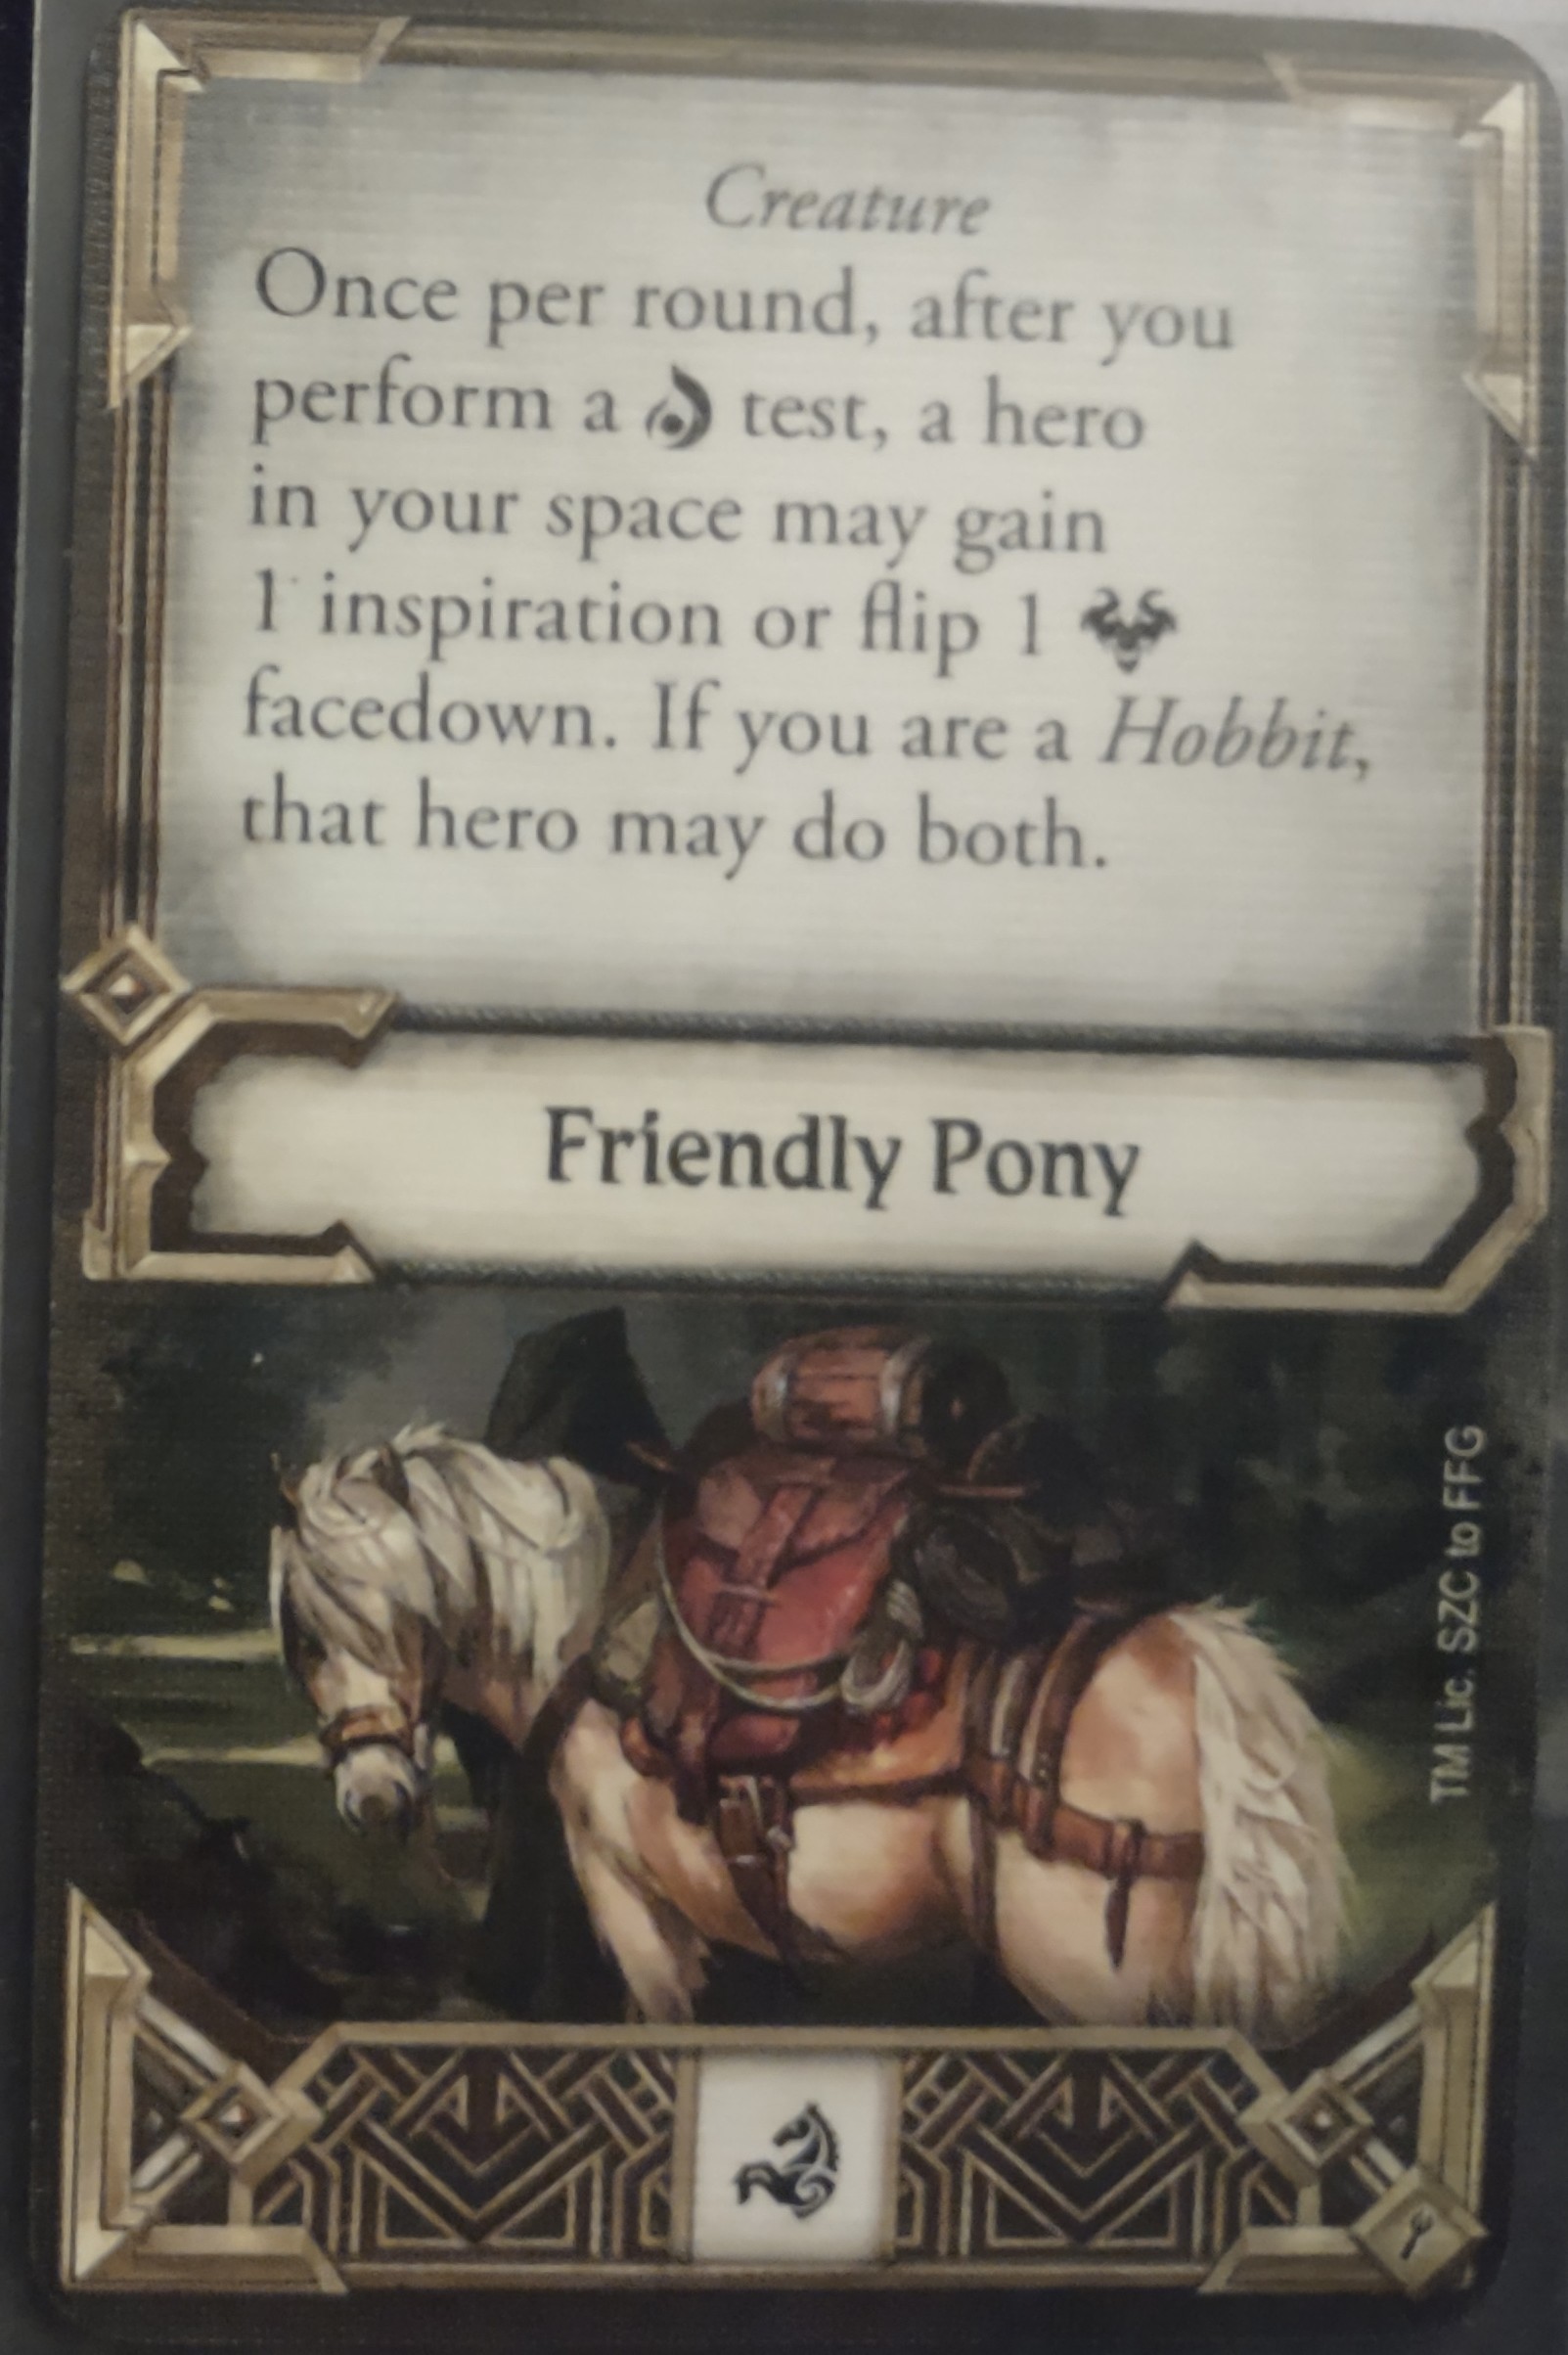 Creature
Once per round, after you
perform a test, a hero
in your space may gain
1 inspiration or flip 1
facedown. If you are a Hobbit,
that hero may do both.
Friendly Pony
TM Lic. SZC to FFG